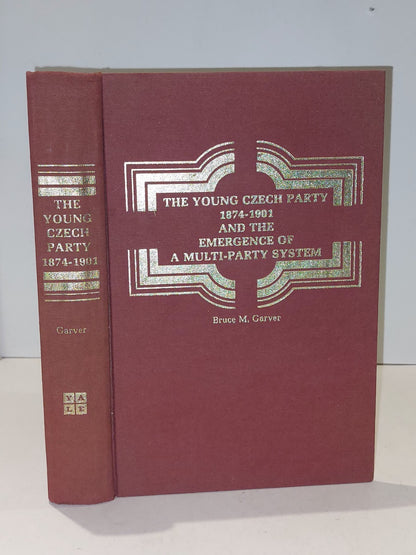 THE
YOUNG
CZECH
PARTY
1874-1901
Garver
Y A
L E
THE YOUNG CZECH PARTY
1874-1901
AND THE
EMERGENCE OF
A MULTI-PARTY SYSTEM
Bruce M. Garver